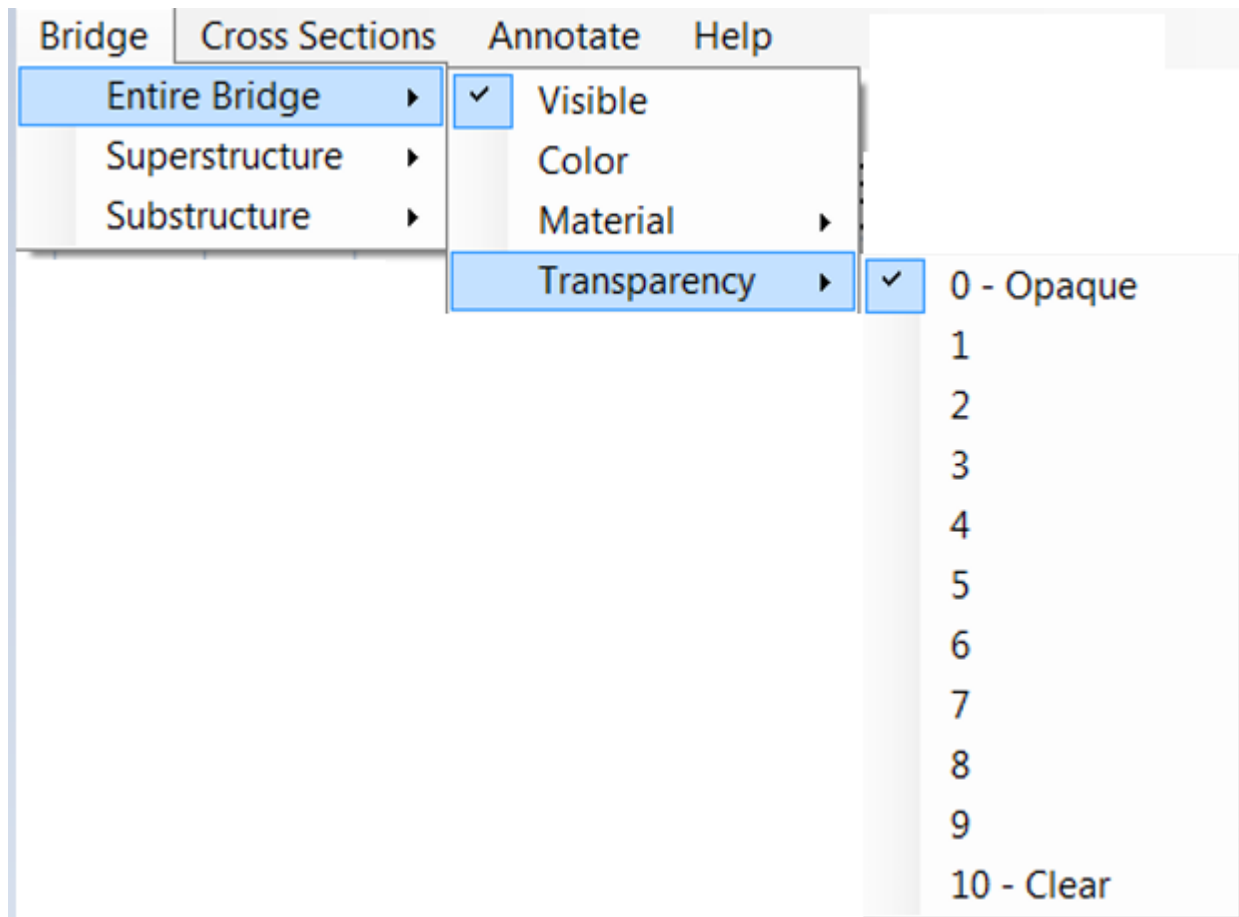 Bridge Cross Sections Annotate Help
Entire Bridge
Superstructure
Substructure
Visible
Color
Material
Transparency
0 - Opaque
1
2
3
4
5
6
7
8
9
10 - Clear